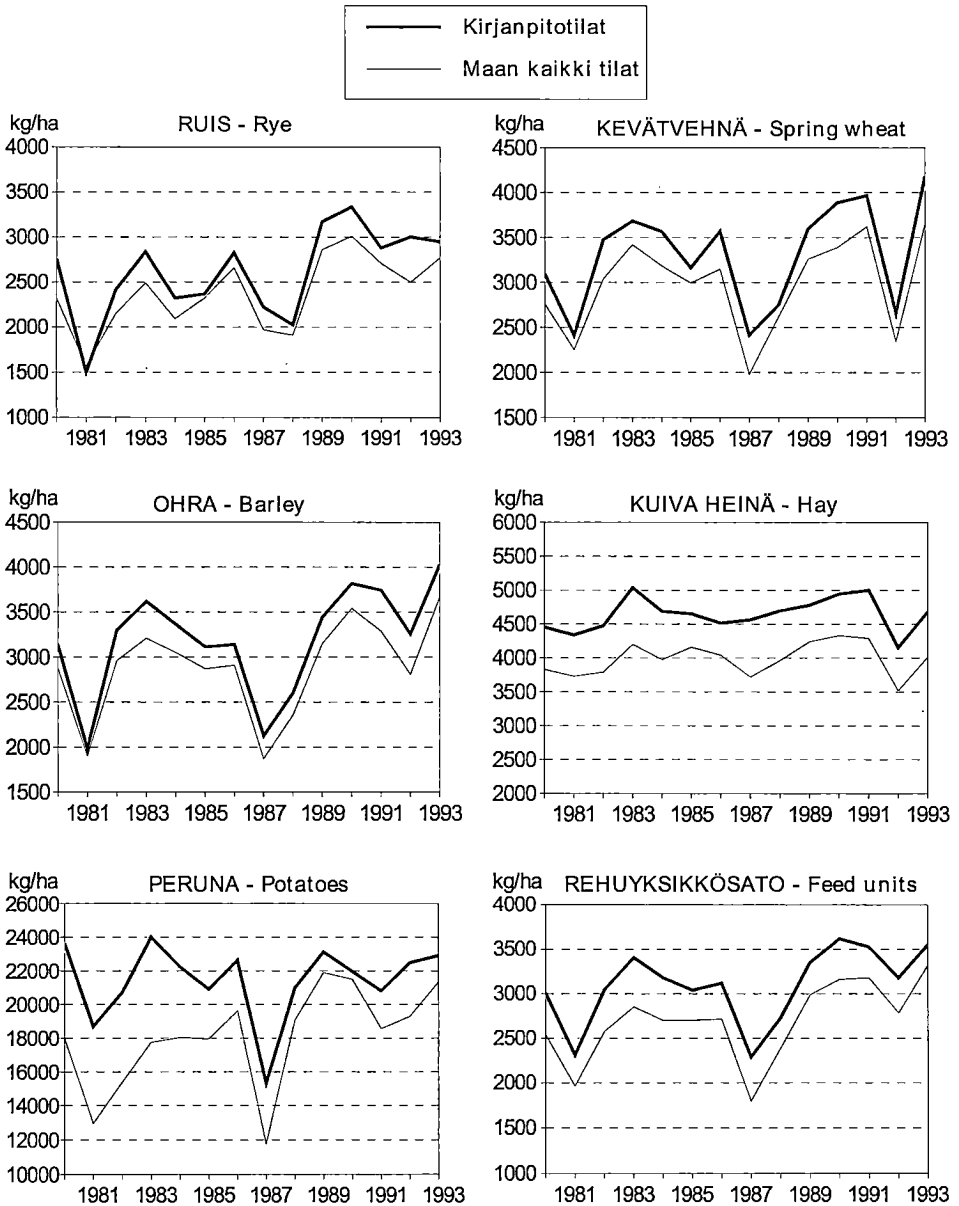 Kirjanpitotilat
Maan kaikki tilat
kg/ha
RUIS - Rye
4000
3500
3000
2500
2000
1500
1000
1981 1983 1985 1987 1989 1991 1993
kg/ha
KEVÄTVEHNÄ - Spring wheat
4500
4000
3500
3000
2500
2000
1500
1981 1983 1985 1987 1989 1991 1993
kg/ha
OHRA - Barley
4500
4000
3500
3000
2500
2000
1500
1981 1983 1985 1987 1989 1991 1993
kg/ha
KUIVA HEINÄ - Hay
6000
5500
5000
4500
4000
3500
3000
2500
2000
1981 1983 1985 1987 1989 1991 1993
kg/ha
PERUNA - Potatoes
26000
24000
22000
20000
18000
16000
14000
12000
10000
1981 1983 1985 1987 1989 1991 1993
kg/ha
REHUYKSIKKÖSATO - Feed units
4000
3500
3000
2500
2000
1500
1000
1981 1983 1985 1987 1989 1991 1993